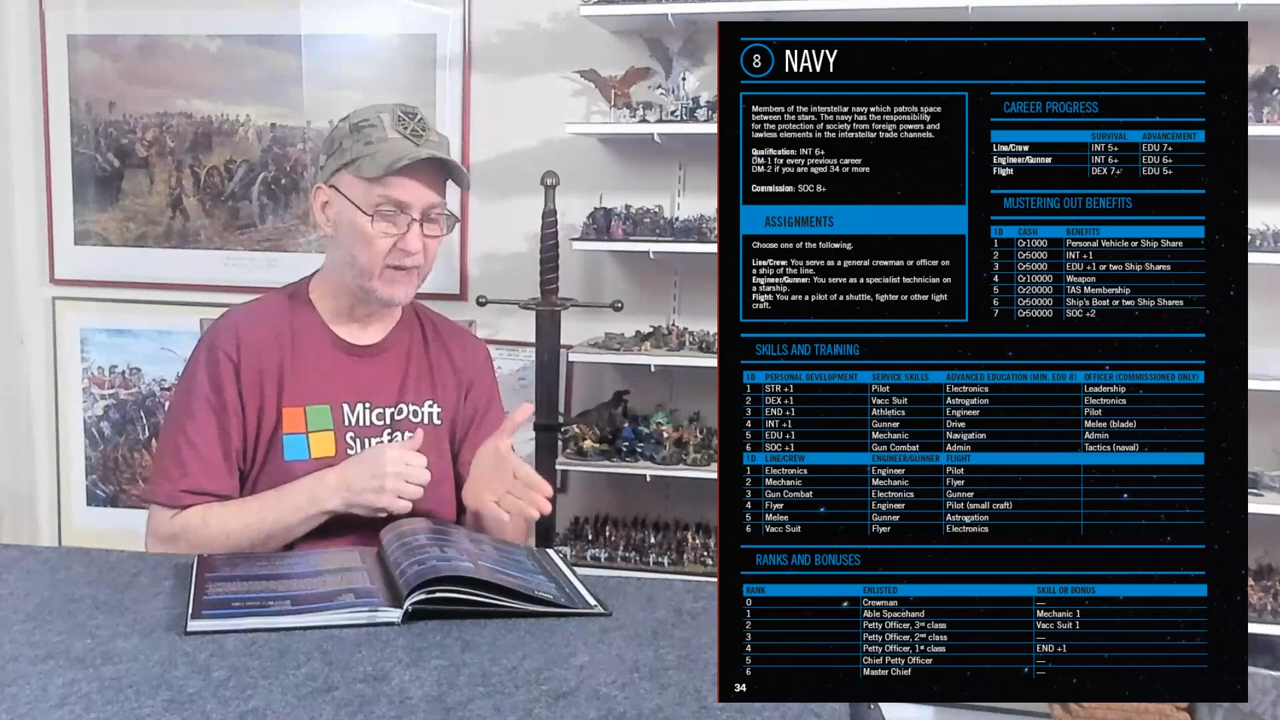 Microsoft
Surface
8 NAVY
Members of the interstellar navy which patrols space
between the stars. The navy has the responsibility
for the protection of society from foreign powers and
lawless elements in the interstellar trade channels.
Qualification: INT 6+
DM-1 for every previous career
DM-2 if you are aged 34 or more
Commission: SOC 8+
ASSIGNMENTS
Choose one of the following.
Line/Crew: You serve as a general crewman or officer on
a ship of the line.
Engineer/Gunner: You serve as a specialist technician on
a starship.
Flight: You are a pilot of a shuttle, fighter or other light
craft.
CAREER PROGRESS
SURVIVAL ADVANCEMENT
Line/Crew INT 5+ EDU 7+
Engineer/Gunner INT 6+ EDU 6+
Flight DEX 7+ EDU 5+
MUSTERING OUT BENEFITS
1D CASH BENEFITS
1 Cr1000 Personal Vehicle or Ship Share
2 Cr5000 INT +1
3 Cr5000 EDU +1 or two Ship Shares
4 Cr10000 Weapon
5 Cr20000 TAS Membership
6 Cr50000 Ship's Boat or two Ship Shares
7 Cr50000 SOC +2
SKILLS AND TRAINING
1D PERSONAL DEVELOPMENT SERVICE SKILLS ADVANCED EDUCATION (MIN. EDU 8) OFFICER (COMMISSIONED ONLY)
1 STR +1 Pilot Electronics Leadership
2 DEX +1 Vacc Suit Astrogation Electronics
3 END +1 Athletics Engineer Pilot
4 INT +1 Gunner Drive Melee (blade)
5 EDU +1 Mechanic Navigation Admin
6 SOC +1 Gun Combat Admin Tactics (naval)
1D LINE/CREW ENGINEER/GUNNER FLIGHT
1 Electronics Engineer Pilot
2 Mechanic Mechanic Flyer
3 Gun Combat Electronics Gunner
4 Flyer Engineer Pilot (small craft)
5 Melee Gunner Astrogation
6 Vacc Suit Flyer Electronics
RANKS AND BONUSES
RANK ENLISTED SKILL OR BONUS
0 Crewman —
1 Able Spacehand Mechanic 1
2 Petty Officer, 3rd class Vacc Suit 1
3 Petty Officer, 2nd class —
4 Petty Officer, 1st class END +1
5 Chief Petty Officer —
6 Master Chief —
34